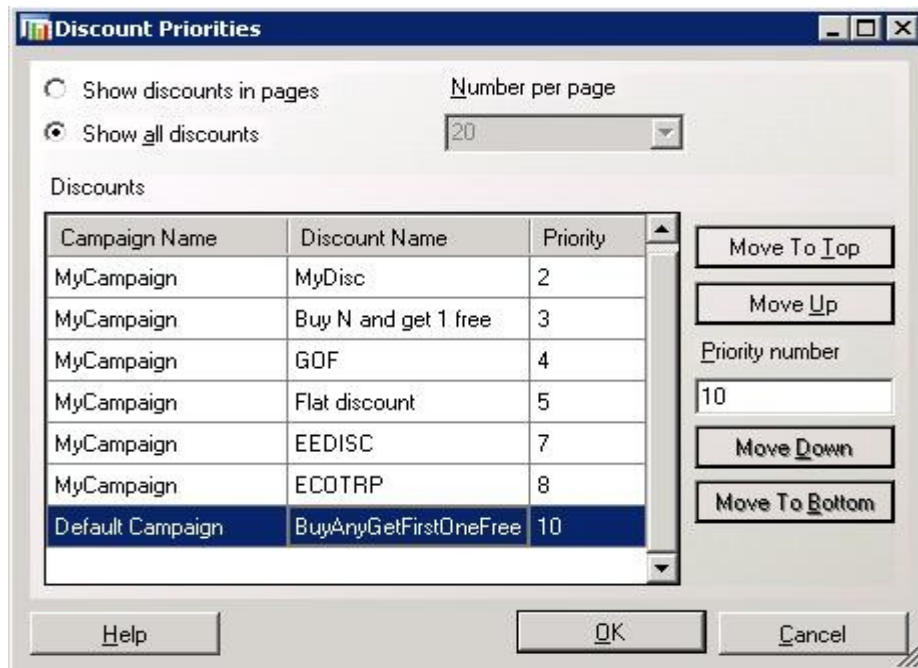 Discount Priorities
Show discounts in pages
Number per page
Show all discounts
20
Discounts
Campaign Name Discount Name Priority
MyCampaign MyDisc 2
MyCampaign Buy N and get 1 free 3
MyCampaign GOF 4
MyCampaign Flat discount 5
MyCampaign EEDISC 7
MyCampaign ECOTRP 8
Default Campaign BuyAnyGetFirstOneFree 10
Move To Top
Move Up
Priority number
10
Move Down
Move To Bottom
Help OK Cancel